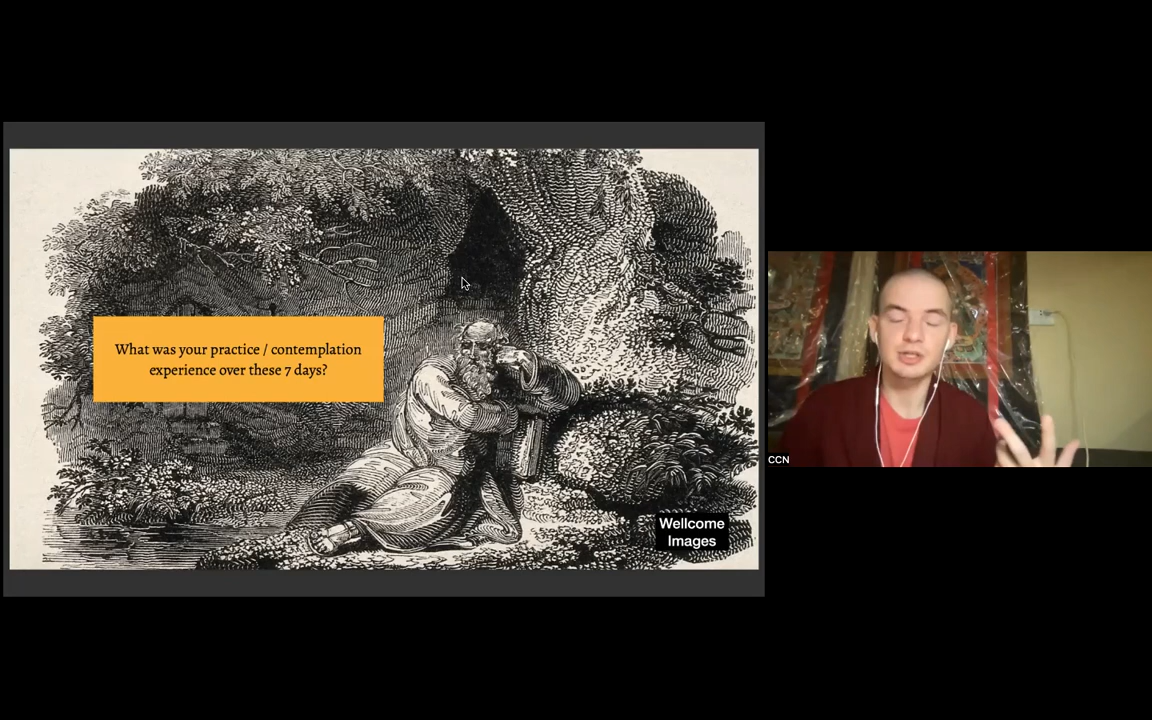 What was your practice / contemplation
experience over these 7 days?
Wellcome
Images
CCN